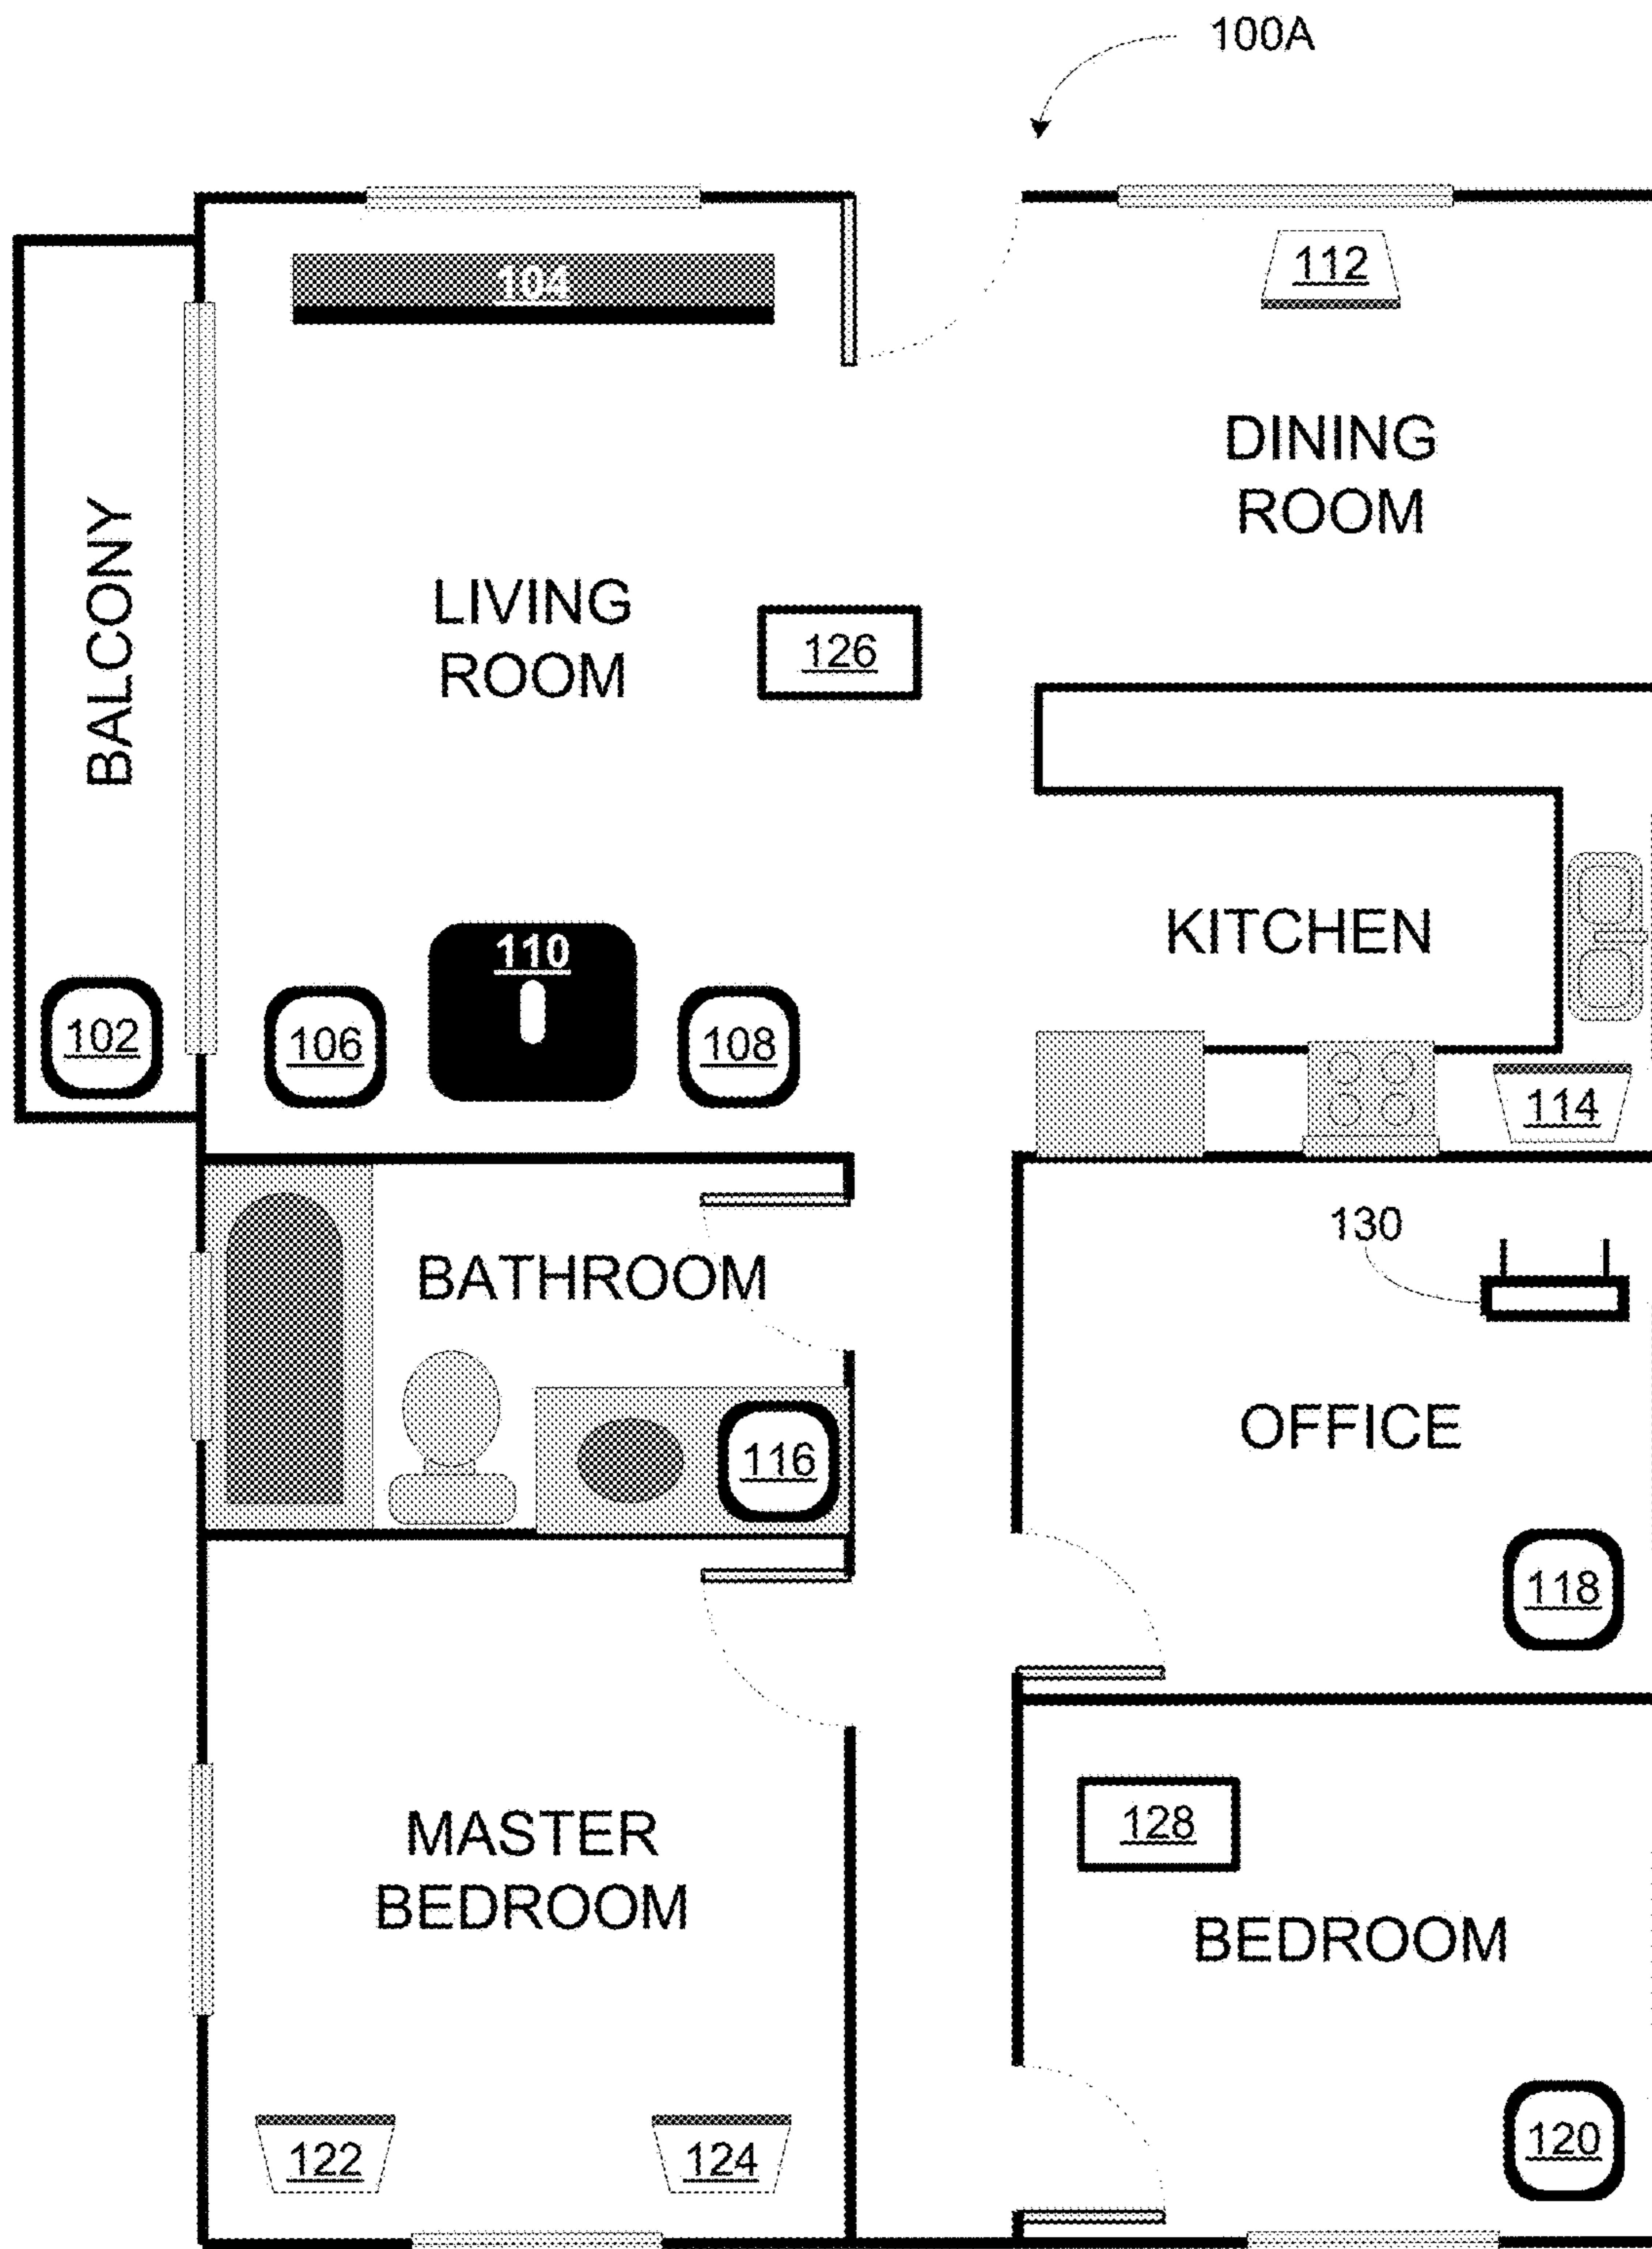 100A
104
112
DINING
ROOM
BALCONY
LIVING
ROOM
126
KITCHEN
110
102
106
108
114
130
BATHROOM
OFFICE
116
118
128
MASTER
BEDROOM
BEDROOM
122
124
120